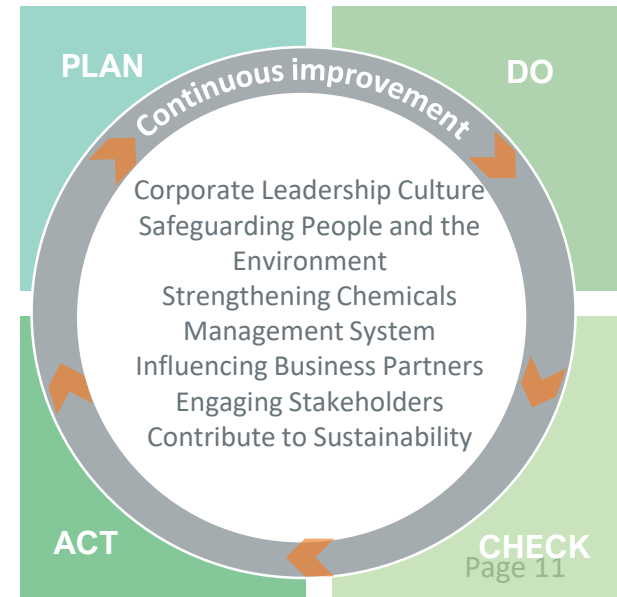 PLAN
DO
Continuous improvement
Corporate Leadership Culture
Safeguarding People and the
Environment
Strengthening Chemicals
Management System
Influencing Business Partners
Engaging Stakeholders
Contribute to Sustainability
ACT
CHECK
Page 11